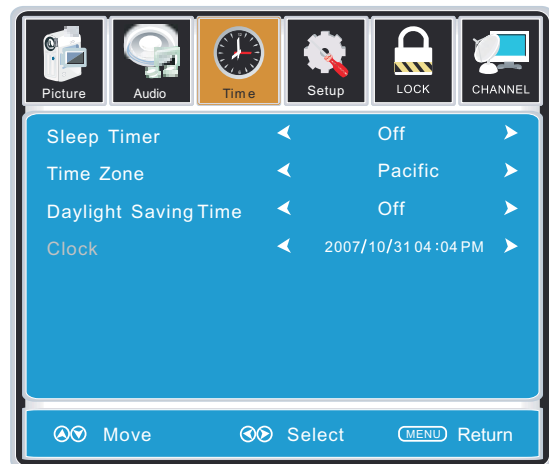 Picture Audio Time Setup LOCK CHANNEL
Sleep Timer Off
Time Zone Pacific
Daylight Saving Time Off
Clock 2007/10/31 04:04 PM
Move Select MENU Return